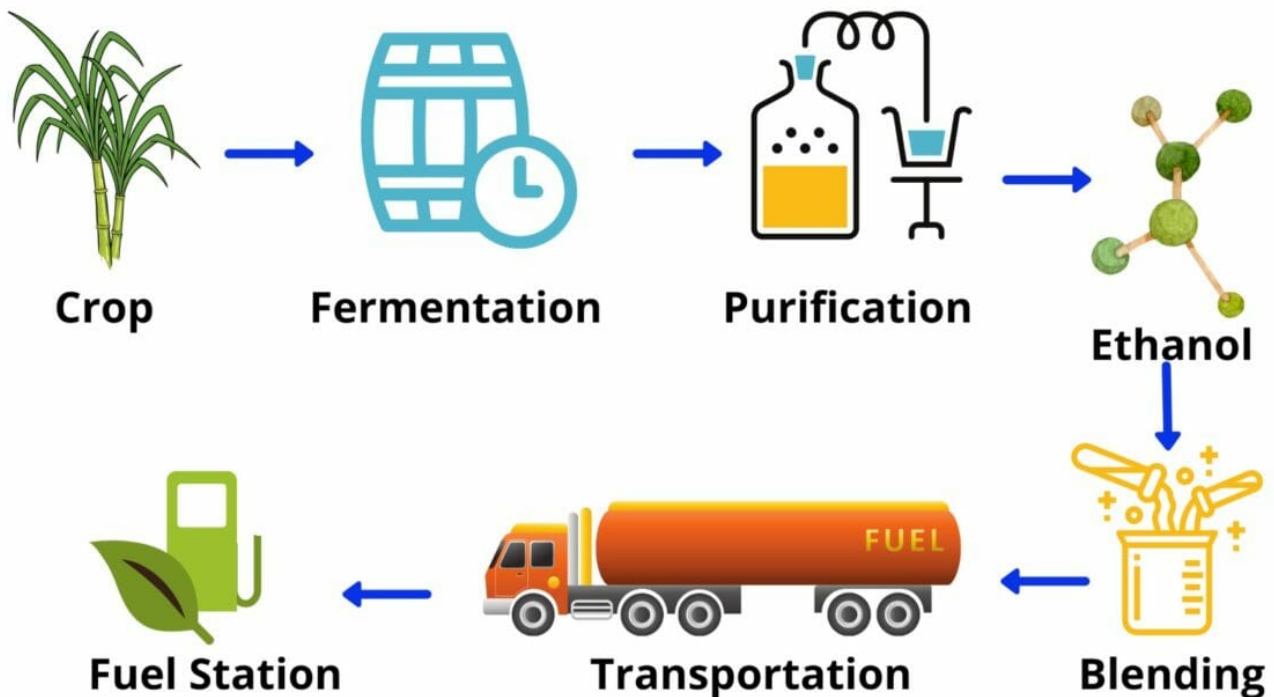 Crop
Fermentation
Purification
Ethanol
FUEL
Fuel Station
Transportation
Blending